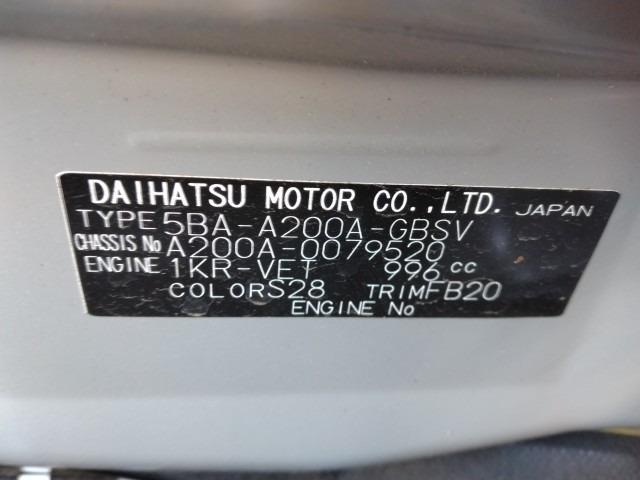 DAIHATSU MOTOR CO.,LTD. JAPAN
TYPE 5BA-A200A-GBSV
CHASSIS No A200A-0079520
ENGINE 1KR-VET 996 cc
COLOR S28 TRIM FB20
ENGINE No